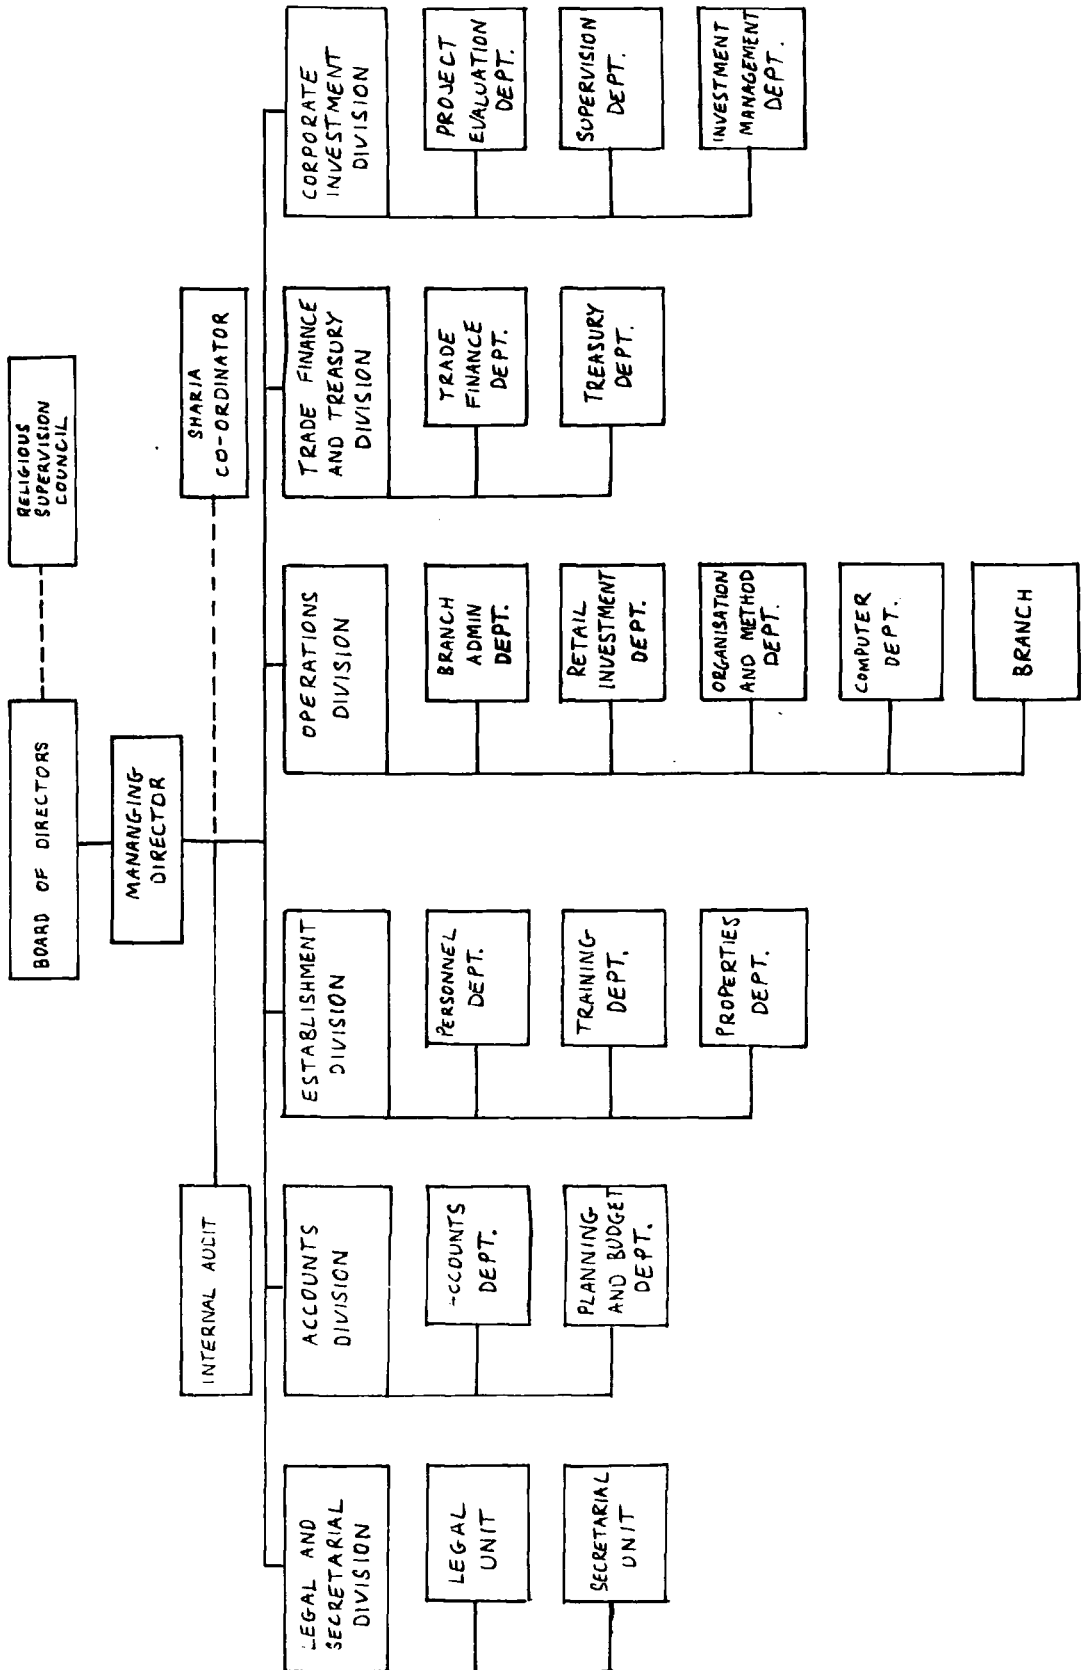 RELIGIOUS
SUPERVISION
COUNCIL
BOARD OF DIRECTORS
MANANGING
DIRECTOR
INTERNAL AUDIT
SHARIA
CO-ORDINATOR
LEGAL AND
SECRETARIAL
DIVISION
LEGAL
UNIT
SECRETARIAL
UNIT
ACCOUNTS
DIVISION
-CCOUNTS
DEPT.
PLANNING
AND BUDGET
DEPT.
ESTABLISHMENT
DIVISION
PERSONNEL
DEPT.
TRAINING
DEPT.
PROPERTIES
DEPT.
OPERATIONS
DIVISION
BRANCH
ADMIN
DEPT.
RETAIL
INVESTMENT
DEPT.
ORGANISATION
AND METHOD
DEPT.
COMPUTER
DEPT.
BRANCH
TRADE FINANCE
AND TREASURY
DIVISION
TRADE
FINANCE
DEPT.
TREASURY
DEPT.
CORPORATE
INVESTMENT
DIVISION
PROJECT
EVALUATION
DEPT.
SUPERVISION
DEPT.
INVESTMENT
MANAGEMENT
DEPT.